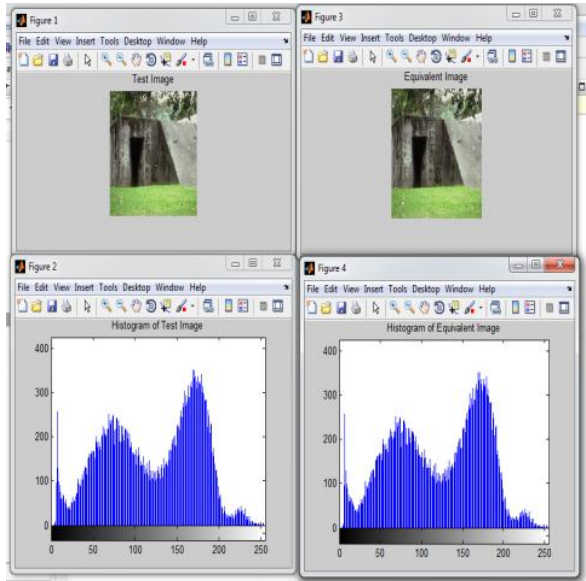 Figure 1
File Edit View Insert Tools Desktop Window Help
Test Image
Figure 3
File Edit View Insert Tools Desktop Window Help
Equivalent Image
Figure 2
File Edit View Insert Tools Desktop Window Help
Histogram of Test Image
400
300
200
100
0
0 50 100 150 200 250
Figure 4
File Edit View Insert Tools Desktop Window Help
Histogram of Equivalent Image
400
300
200
100
0
0 50 100 150 200 250